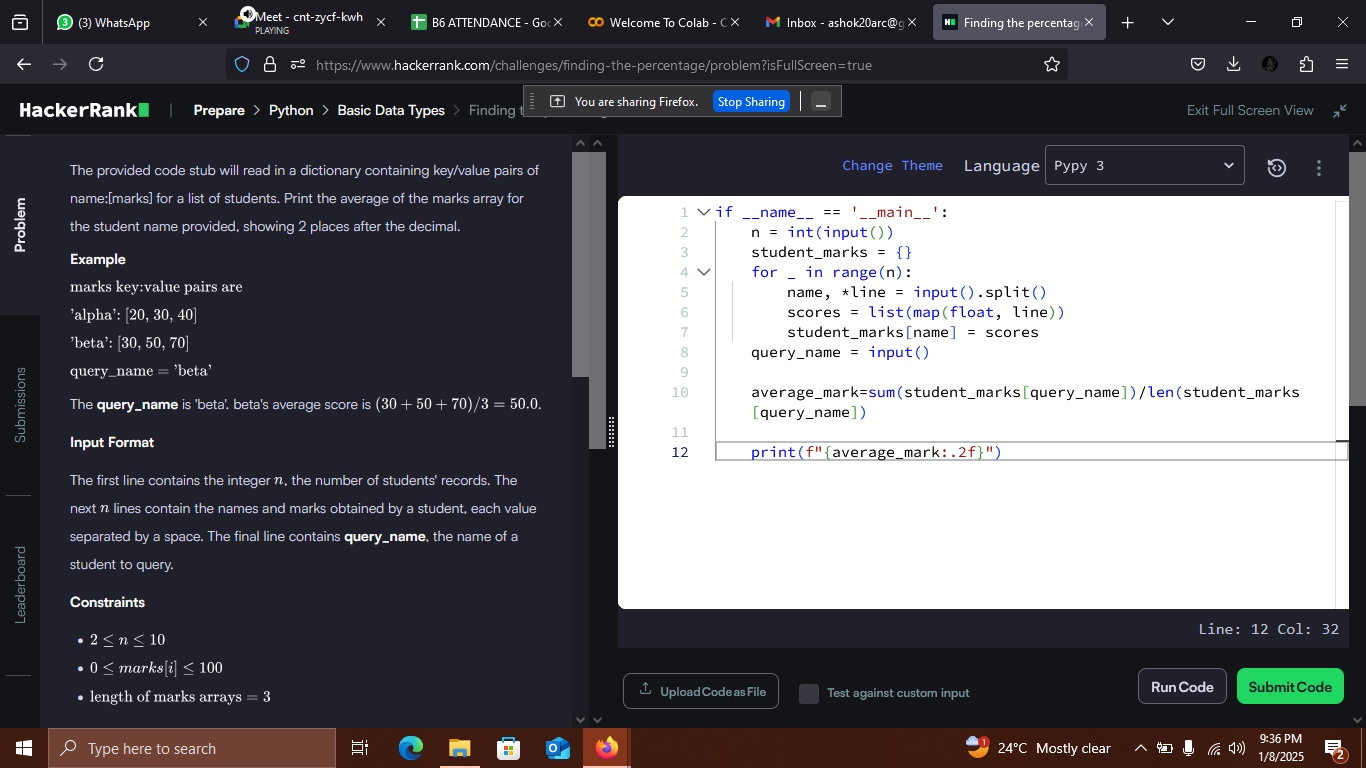 (3) WhatsApp
Meet - cnt-zycf-kwh
PLAYING
B6 ATTENDANCE - Goo
Welcome To Colab - C
Inbox - ashok20arc@g
Finding the percentag
https://www.hackerrank.com/challenges/finding-the-percentage/problem?isFullScreen=true
You are sharing Firefox.
Stop Sharing
HackerRank
Prepare > Python > Basic Data Types > Finding t
Exit Full Screen View
Problem
Submissions
Leaderboard
The provided code stub will read in a dictionary containing key/value pairs of
name:[marks] for a list of students. Print the average of the marks array for
the student name provided, showing 2 places after the decimal.
Example
marks key:value pairs are
'alpha': [20, 30, 40]
'beta': [30, 50, 70]
query_name = 'beta'
The query_name is 'beta'. beta's average score is (30 + 50 + 70)/3 = 50.0.
Input Format
The first line contains the integer n, the number of students' records. The
next n lines contain the names and marks obtained by a student, each value
separated by a space. The final line contains query_name, the name of a
student to query.
Constraints
• 2 ≤ n ≤ 10
• 0 ≤ marks[i] ≤ 100
• length of marks arrays = 3
Change Theme
Language
Pypy 3
1 if __name__ == '__main__':
2 n = int(input())
3 student_marks = {}
4 for _ in range(n):
5 name, *line = input().split()
6 scores = list(map(float, line))
7 student_marks[name] = scores
8 query_name = input()
9
10 average_mark=sum(student_marks[query_name])/len(student_marks
[query_name])
11
12 print(f"{average_mark:.2f}")
Line: 12 Col: 32
Upload Code as File
Test against custom input
Run Code
Submit Code
Type here to search
1
24°C Mostly clear
9:36 PM
1/8/2025
2